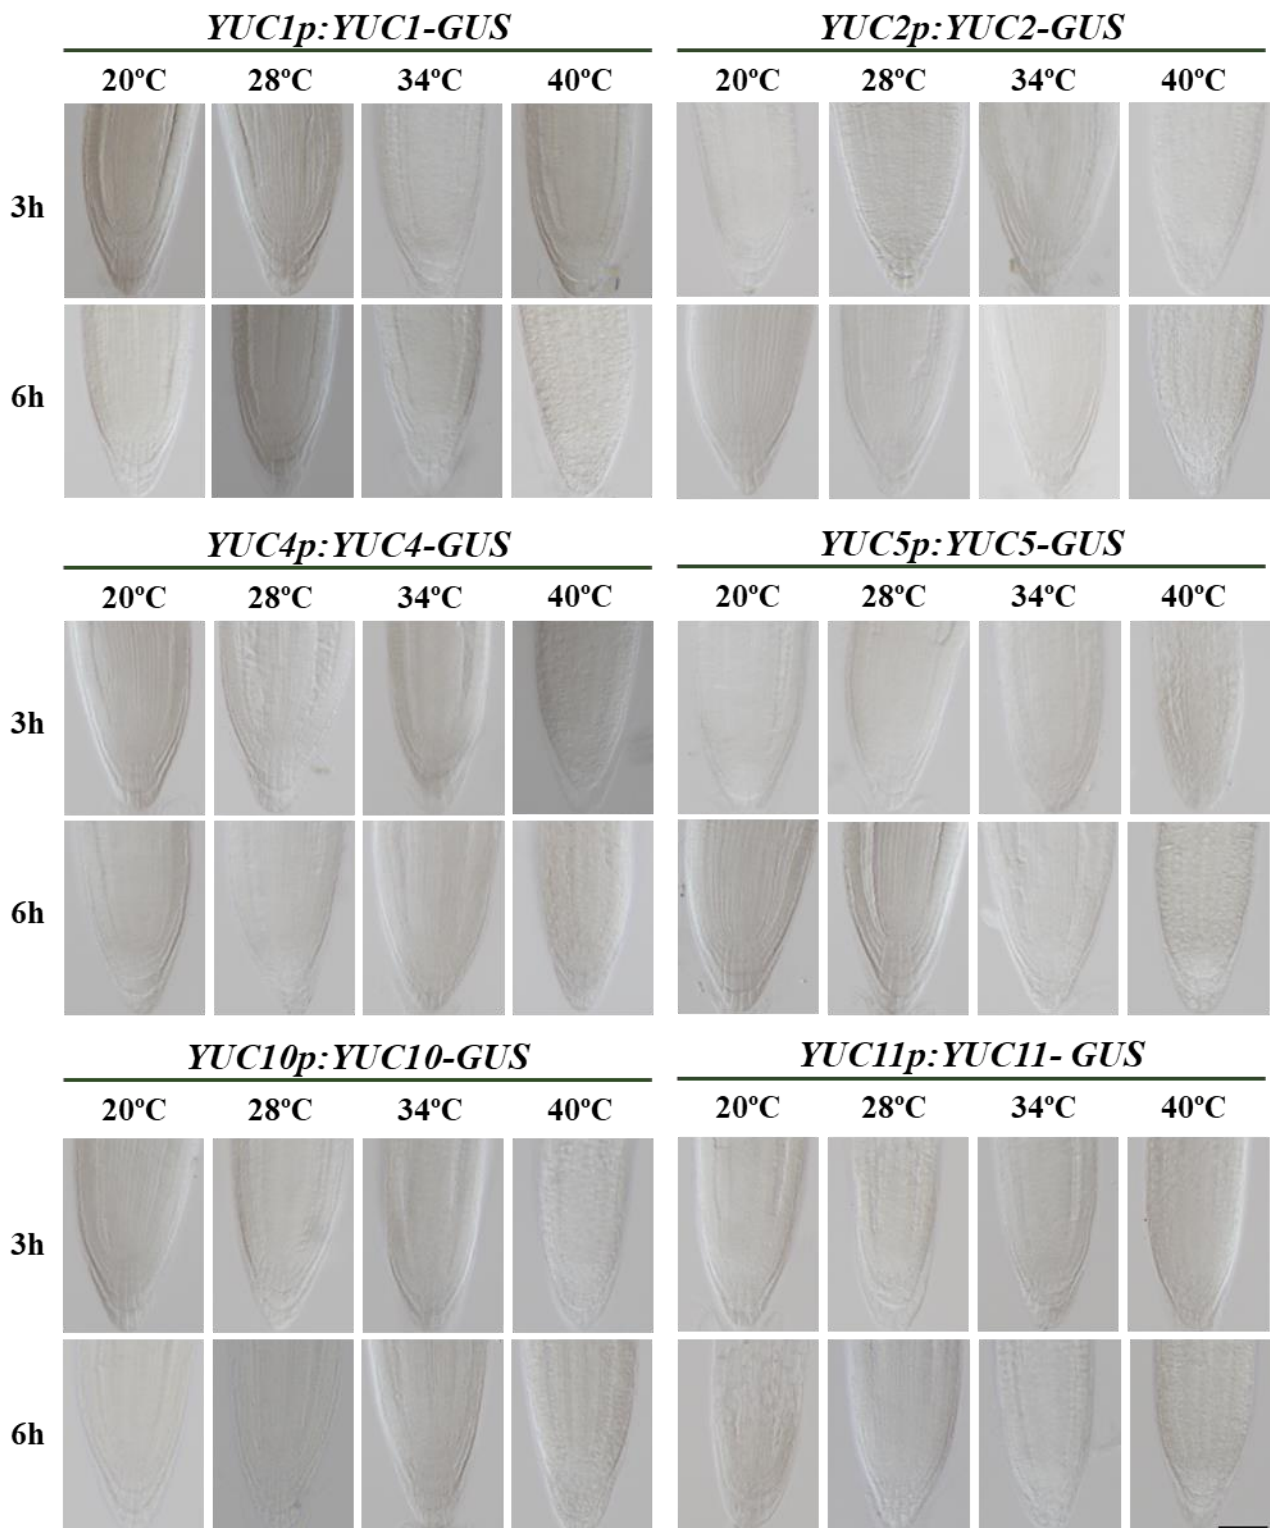 YUC1p:YUC1-GUS YUC2p:YUC2-GUS
20ºC 28ºC 34ºC 40ºC 20ºC 28ºC 34ºC 40ºC
3h
6h
YUC4p:YUC4-GUS YUC5p:YUC5-GUS
20ºC 28ºC 34ºC 40ºC 20ºC 28ºC 34ºC 40ºC
3h
6h
YUC10p:YUC10-GUS YUC11p:YUC11- GUS
20ºC 28ºC 34ºC 40ºC 20ºC 28ºC 34ºC 40ºC
3h
6h